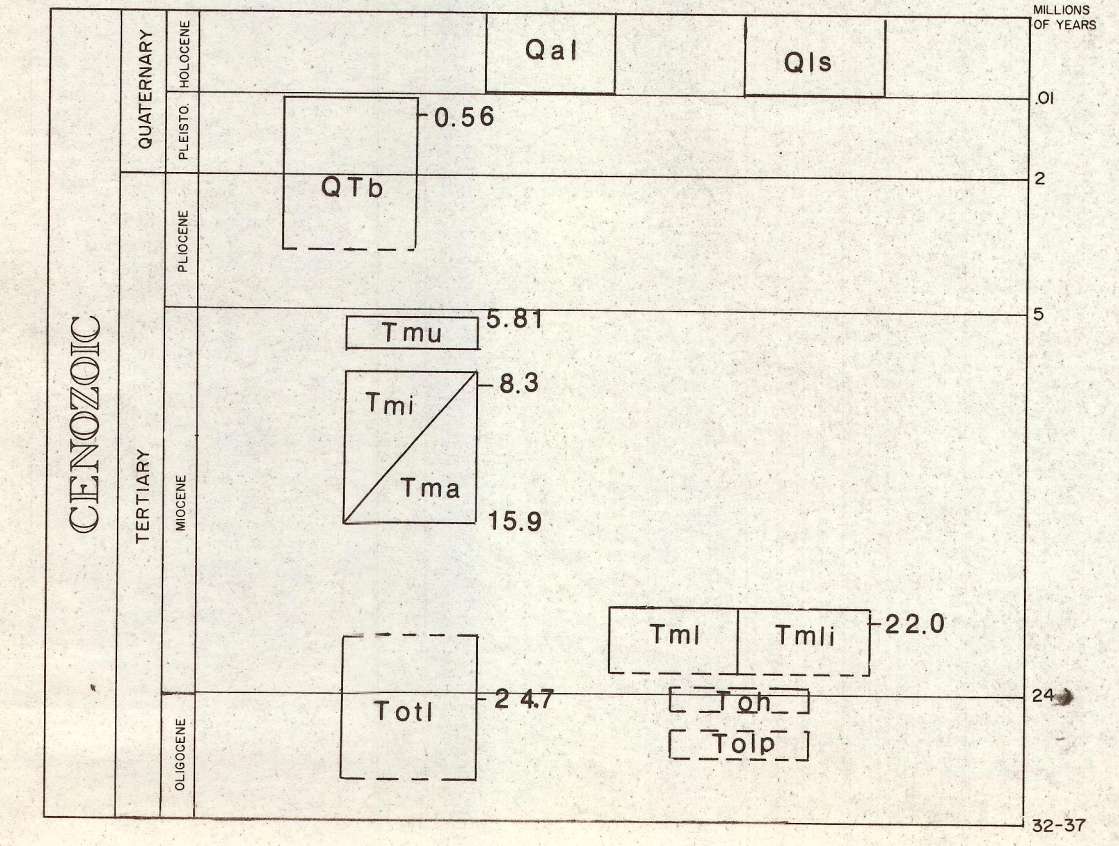 MILLIONS
OF YEARS
CENOZOIC
QUATERNARY
HOLOCENE
Qal
Qls
.01
PLEISTO.
0.56
QTb
2
PLIOCENE
5
TERTIARY
MIOCENE
5.81
Tmu
8.3
Tmi
Tma
15.9
Tml
Tmli
22.0
Totl
24.7
24
Toh
Tolp
OLIGOCENE
32-37